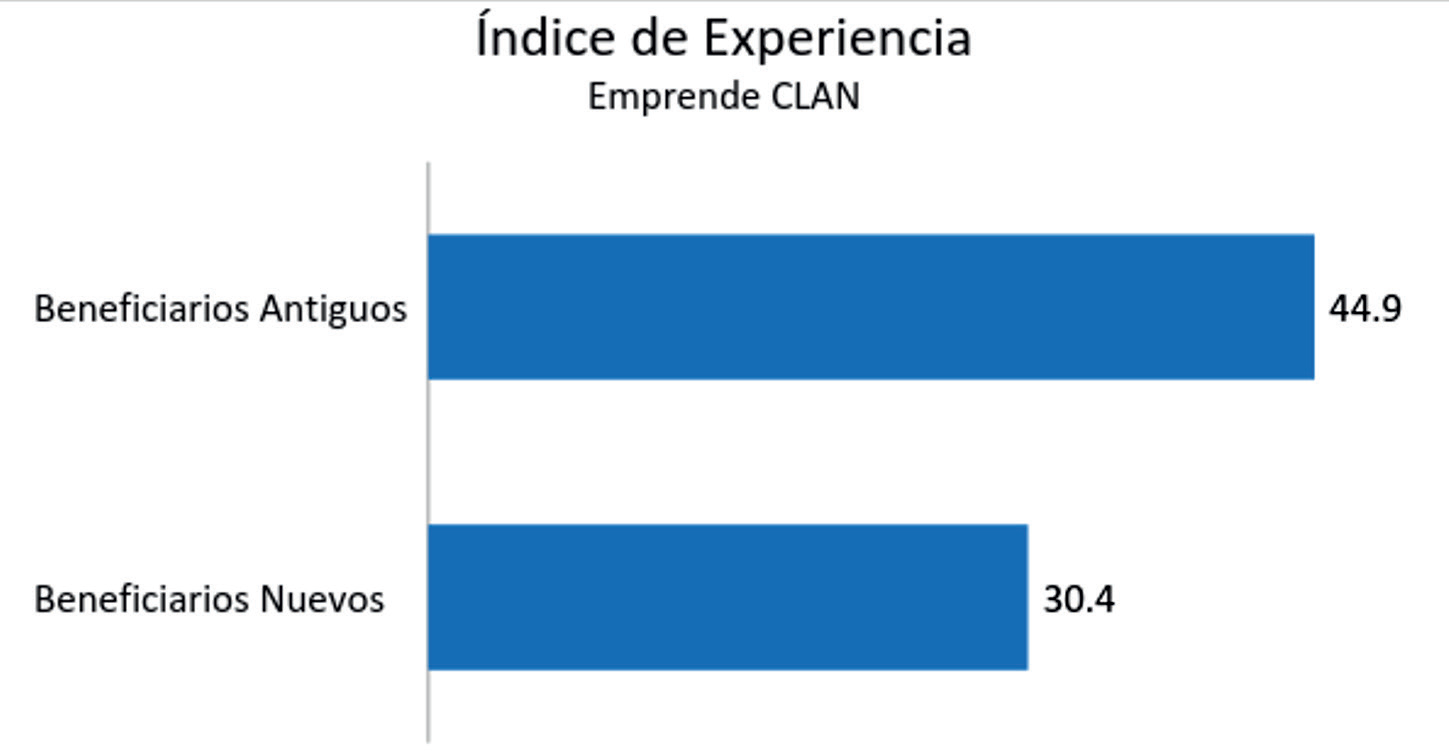 Índice de Experiencia
Emprende CLAN
Beneficiarios Antiguos 44.9
Beneficiarios Nuevos 30.4